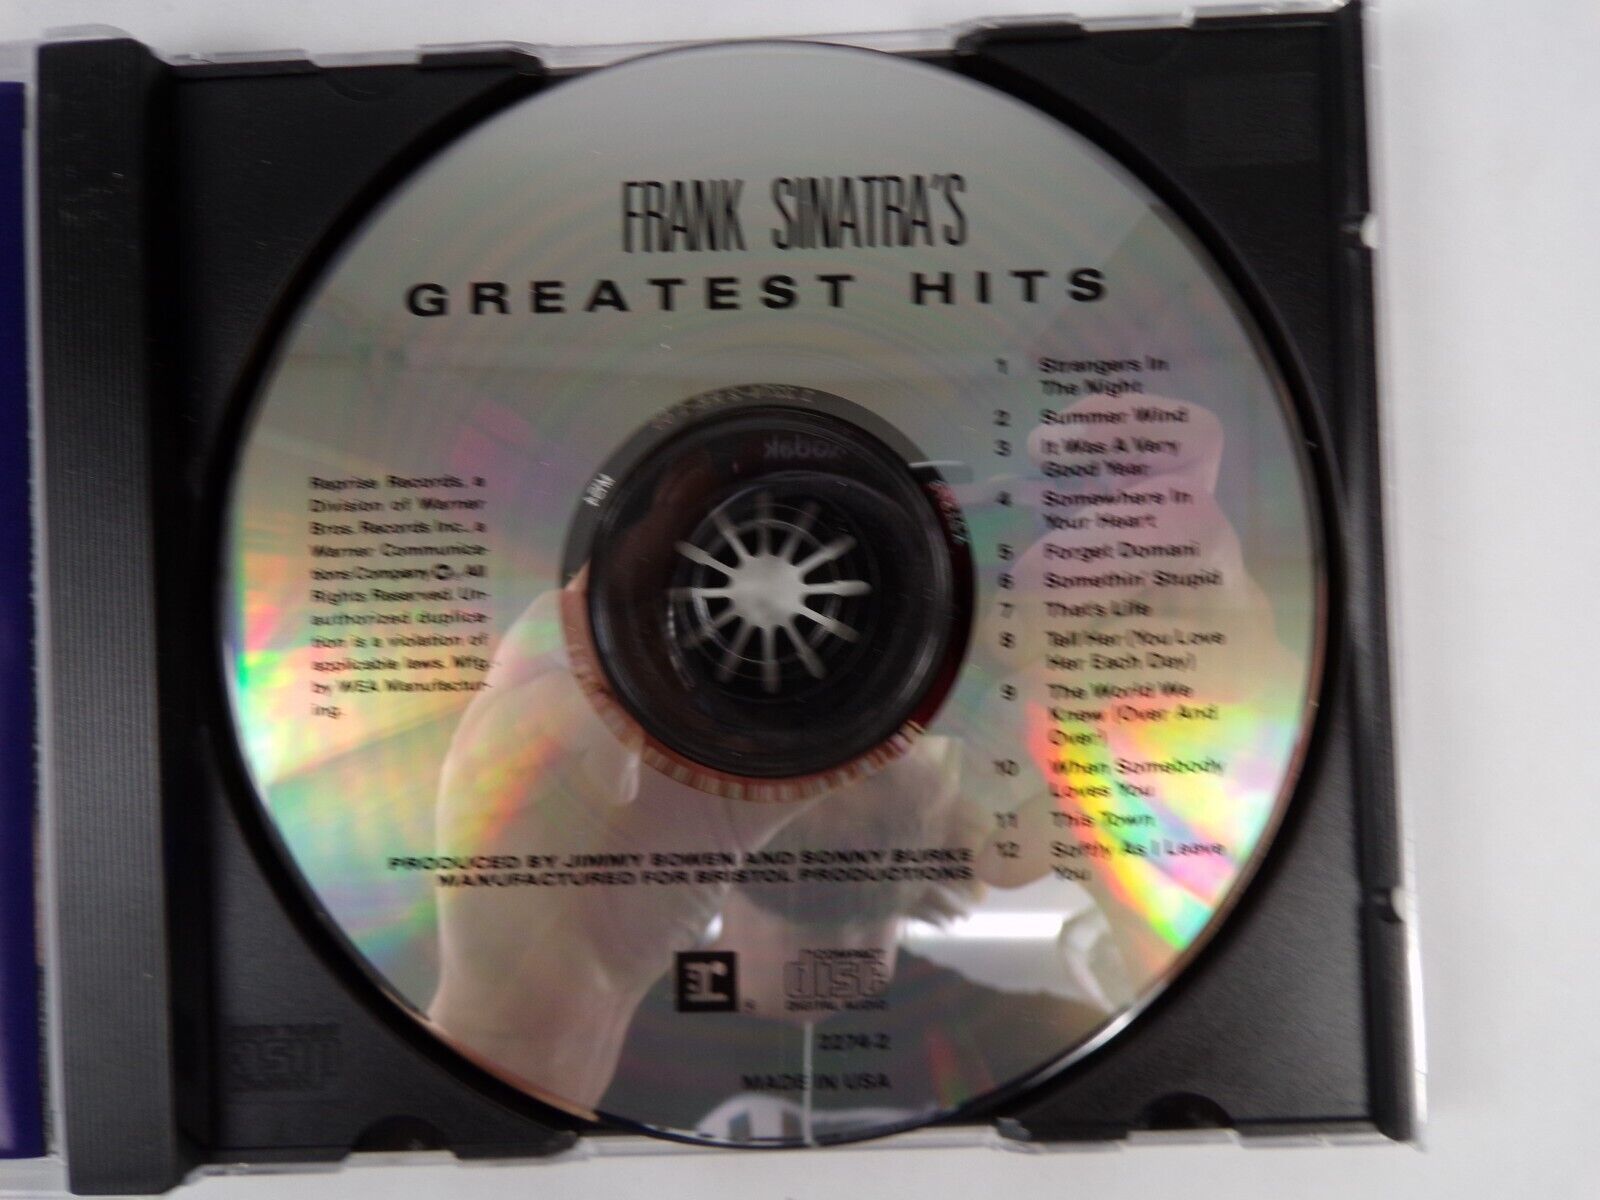 FRANK SINATRA'S
GREATEST HITS
1 Strangers In
The Night
2 Summer Wind
3 It Was A Very
Good Year
4 Somewhere In
Your Heart
5 Forget Domani
6 Somethin' Stupid
7 That's Life
8 Tell Her (You Love
Her Each Day)
9 The World We
Knew (Over And
Over)
10 When Somebody
Loves You
11 This Town
12 Softly As I Leave
You
Reprise Records, a
Division of Warner
Bros. Records Inc., a
Warner Communica-
tions Company, All
Rights Reserved. Un-
authorized duplica-
tion is a violation of
applicable laws. Mfg.
by WEA Manufactur-
ing.
PRODUCED BY JIMMY BOWEN AND SONNY BURKE
MANUFACTURED FOR BRISTOL PRODUCTIONS
r:
COMPACT
disc
DIGITAL AUDIO
2274-2
MADE IN USA